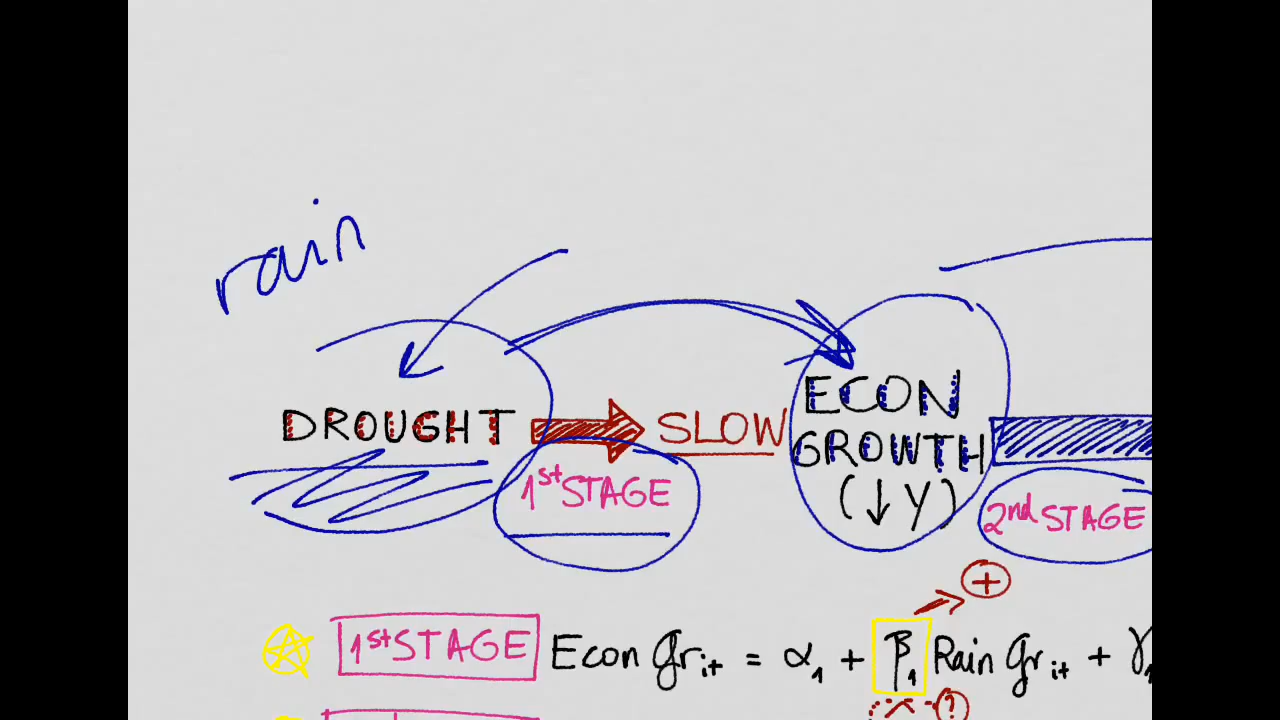 rain
DROUGHT SLOW ECON GROWTH (↓ Y)
1st STAGE 2nd STAGE
+
1st STAGE Econ Gr it = α1 + β1 Rain Gr it + γ1
?